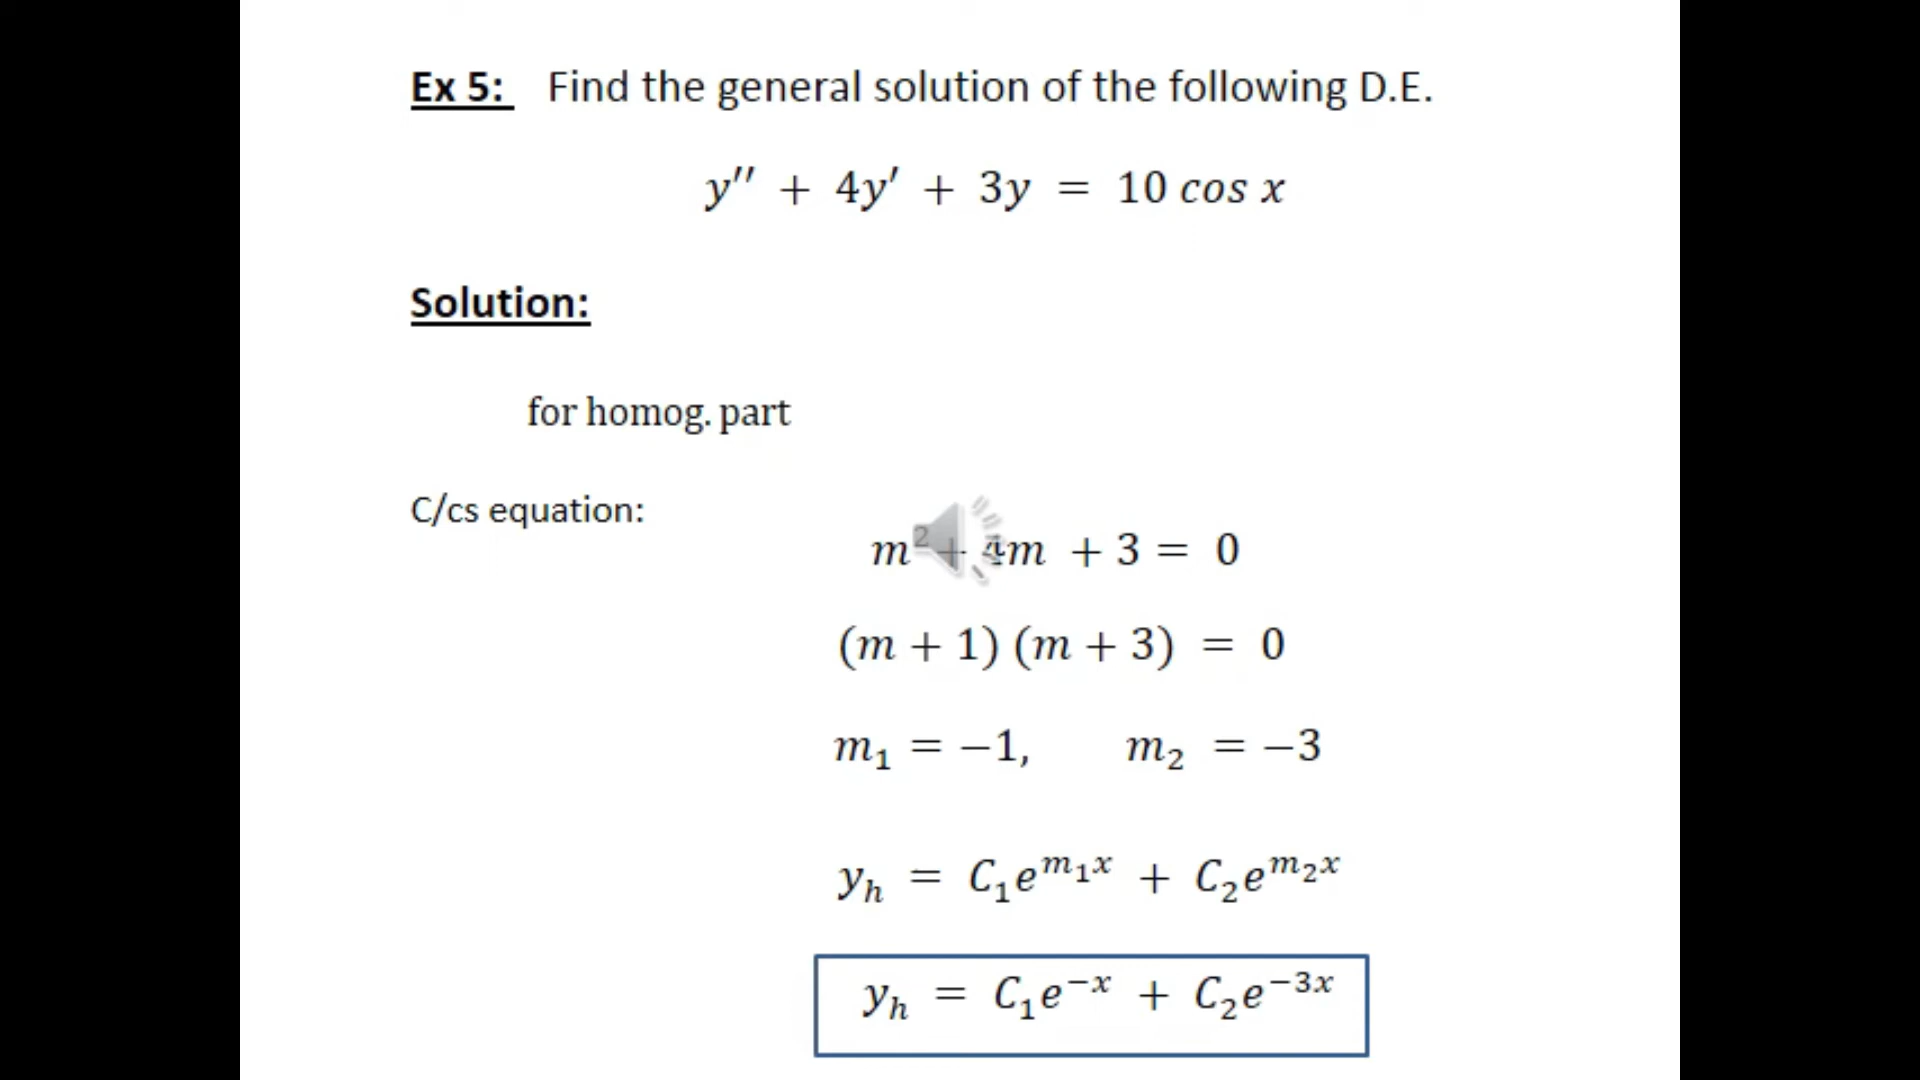 Ex 5: Find the general solution of the following D.E.
y′′ + 4y′ + 3y = 10 cos x
Solution:
for homog. part
C/cs equation:
m² + 4m + 3 = 0
(m + 1) (m + 3) = 0
m₁ = −1, m₂ = −3
yₕ = C₁e^{m₁x} + C₂e^{m₂x}
yₕ = C₁e^{−x} + C₂e^{−3x}